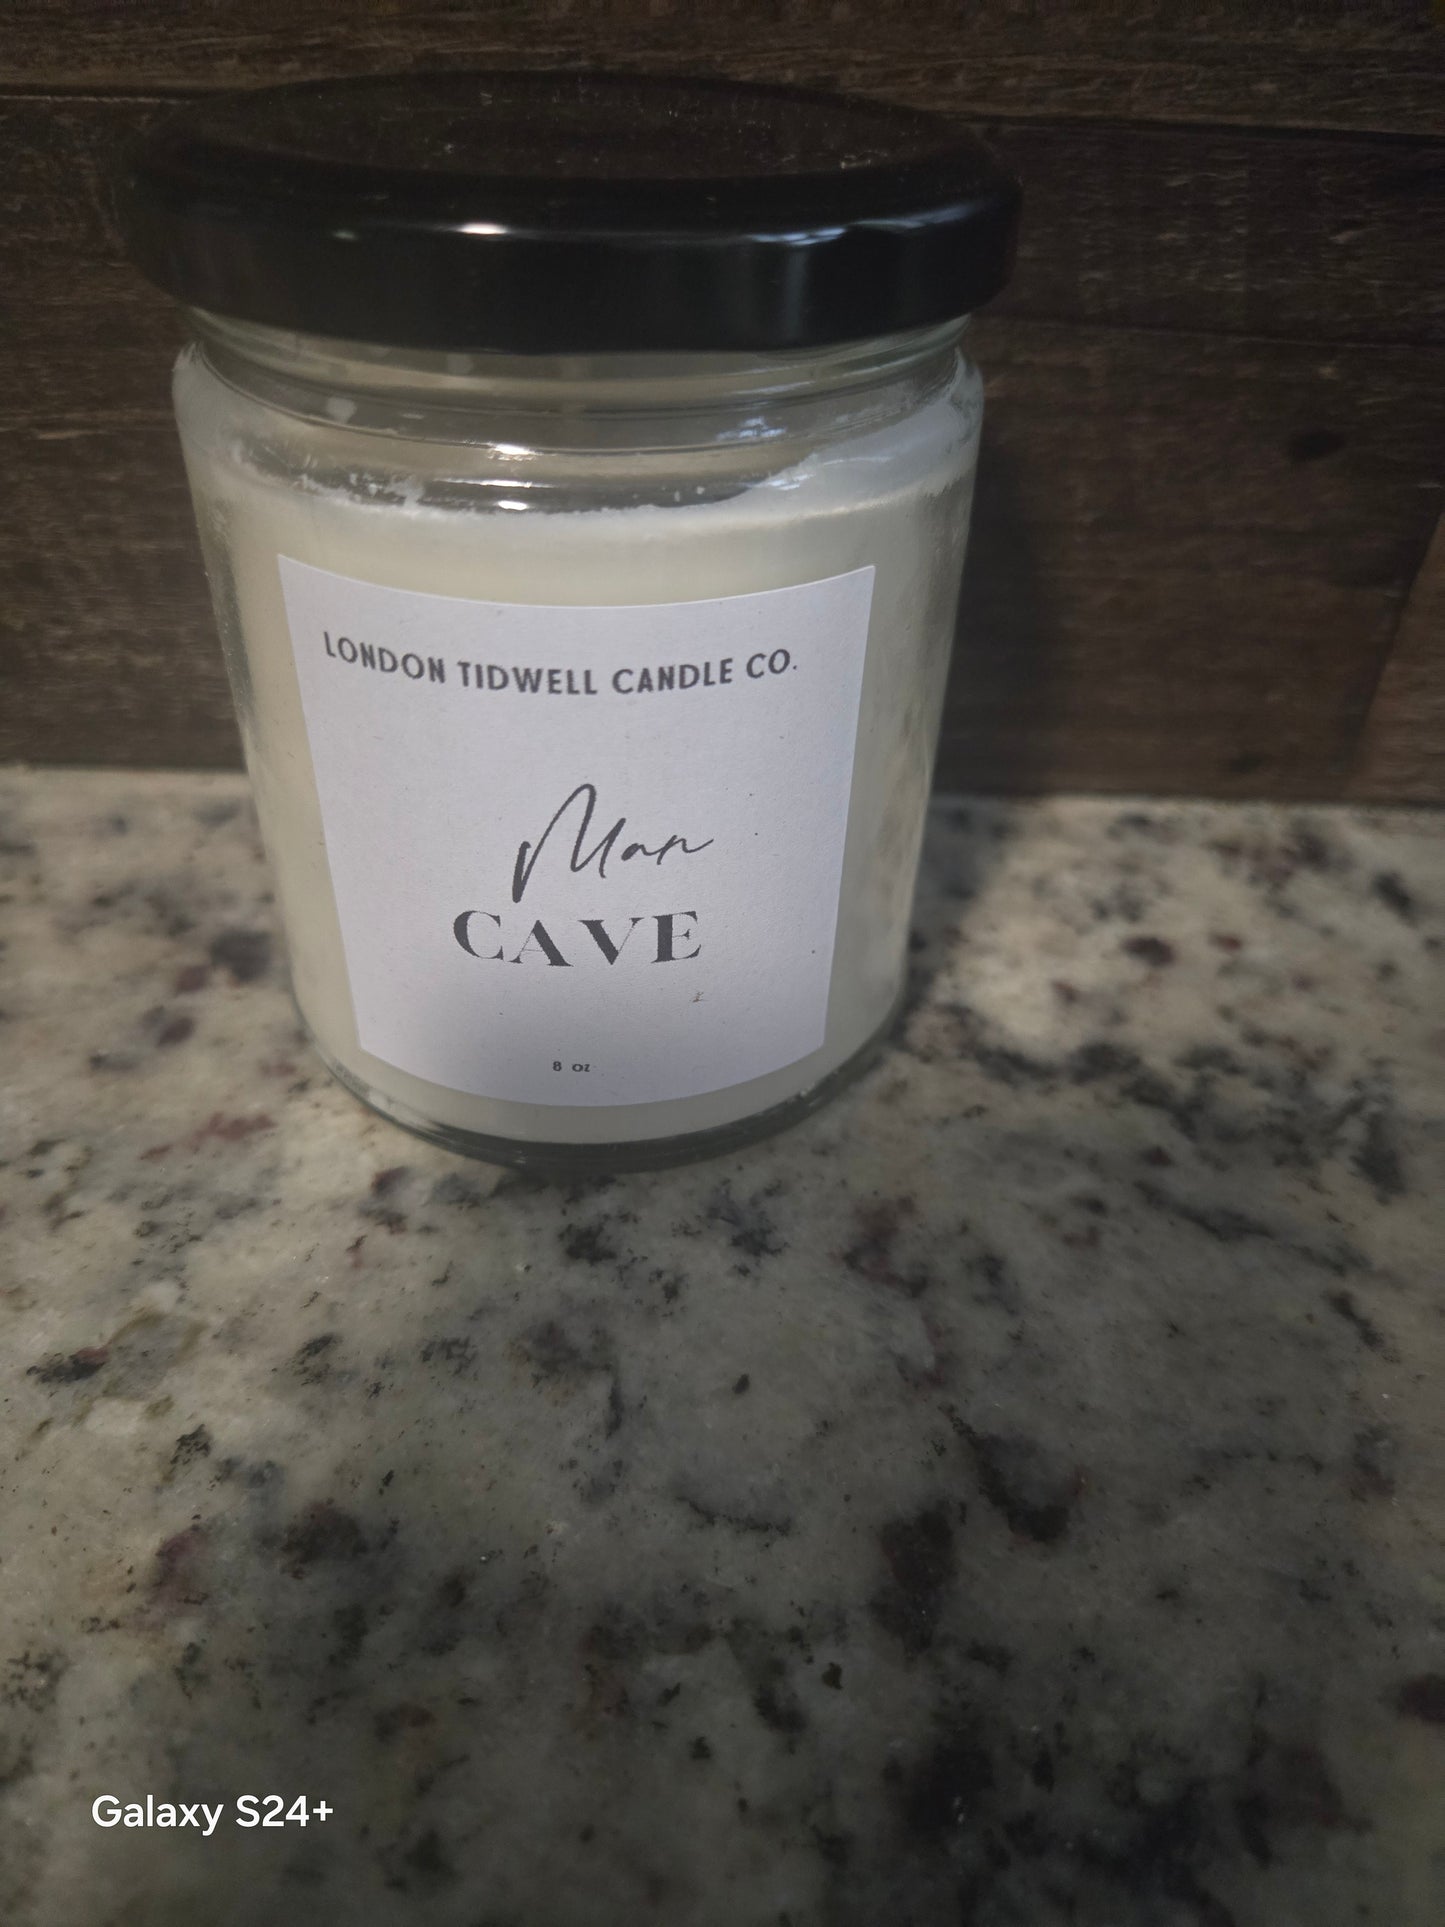 LONDON TIDWELL CANDLE CO.
Man
CAVE
8 oz
Galaxy S24+